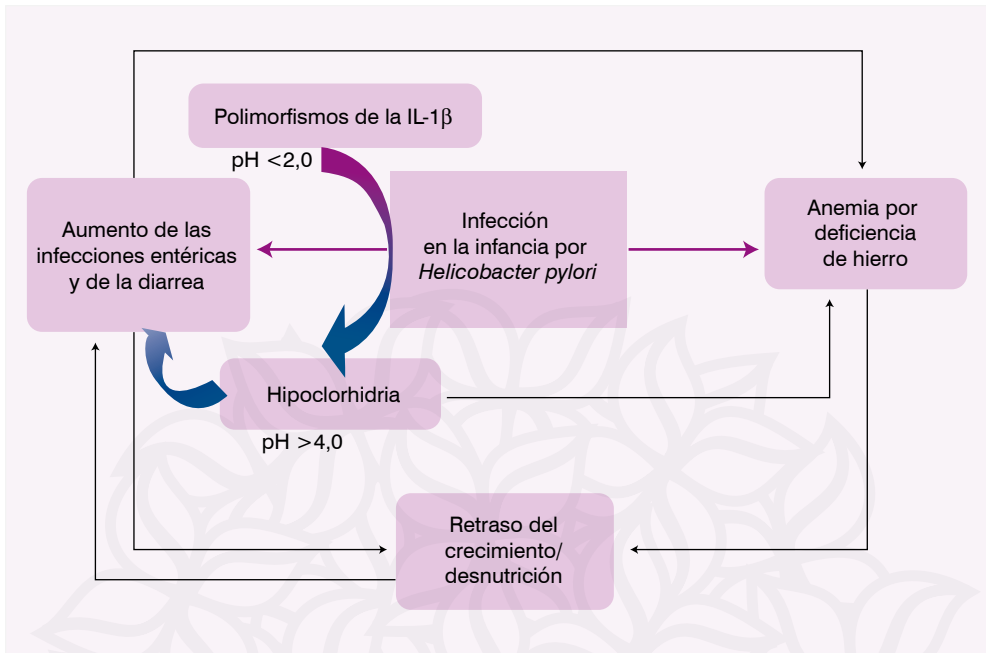 Polimorfismos de la IL-1β
pH <2,0
Aumento de las
infecciones entéricas
y de la diarrea
Infección
en la infancia por
Helicobacter pylori
Anemia por
deficiencia
de hierro
Hipoclorhidria
pH >4,0
Retraso del
crecimiento/
desnutrición